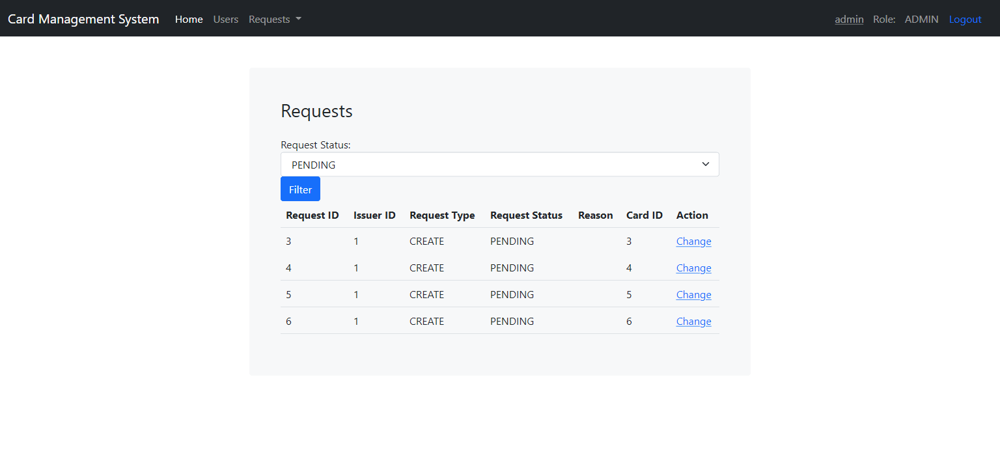 Card Management System Home Users Requests admin Role: ADMIN Logout
Requests
Request Status:
PENDING
Filter
Request ID Issuer ID Request Type Request Status Reason Card ID Action
3 1 CREATE PENDING 3 Change
4 1 CREATE PENDING 4 Change
5 1 CREATE PENDING 5 Change
6 1 CREATE PENDING 6 Change